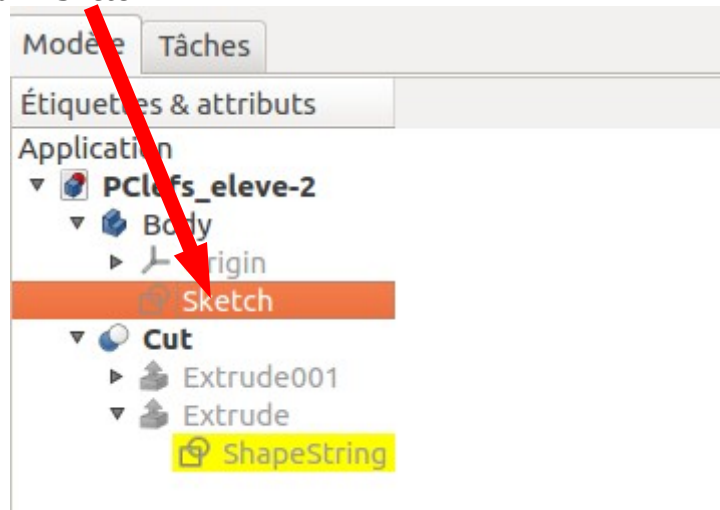 Modèle Tâches
Étiquettes & attributs
Application
PClefs_eleve-2
Body
Origin
Sketch
Cut
Extrude001
Extrude
ShapeString